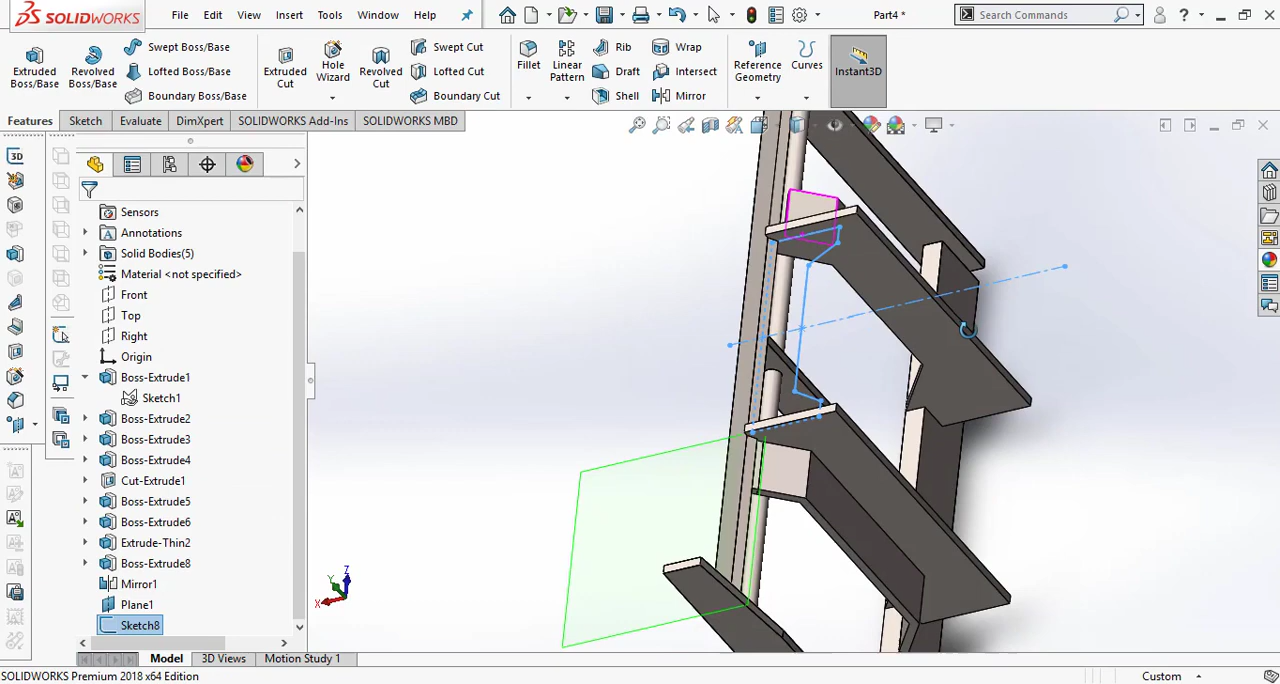 SOLIDWORKS File Edit View Insert Tools Window Help Part4 * Search Commands ?
Extruded Boss/Base
Revolved Boss/Base
Swept Boss/Base
Lofted Boss/Base
Boundary Boss/Base
Extruded Cut
Hole Wizard
Revolved Cut
Swept Cut
Lofted Cut
Boundary Cut
Fillet
Linear Pattern
Rib
Draft
Shell
Wrap
Intersect
Mirror
Reference Geometry
Curves
Instant3D
Features Sketch Evaluate DimXpert SOLIDWORKS Add-Ins SOLIDWORKS MBD
3D
Sensors
Annotations
Solid Bodies(5)
Material <not specified>
Front
Top
Right
Origin
Boss-Extrude1
Sketch1
Boss-Extrude2
Boss-Extrude3
Boss-Extrude4
Cut-Extrude1
Boss-Extrude5
Boss-Extrude6
Extrude-Thin2
Boss-Extrude8
Mirror1
Plane1
Sketch8
Z
Y
X
Model 3D Views Motion Study 1
SOLIDWORKS Premium 2018 x64 Edition Custom